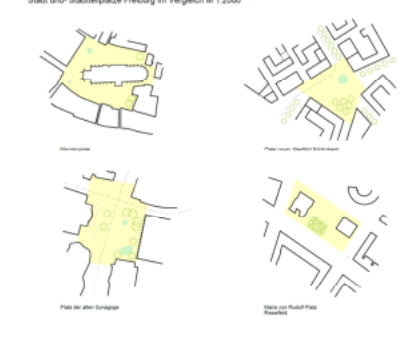 Stadt und- Stadtteilplätze Freiburg im Vergleich M 1:2000
Münsterplatz
Platz neuer Stadtteil Dietenbach
Platz der alten Synagoge
Maria von Rudloff Platz
Rieselfeld